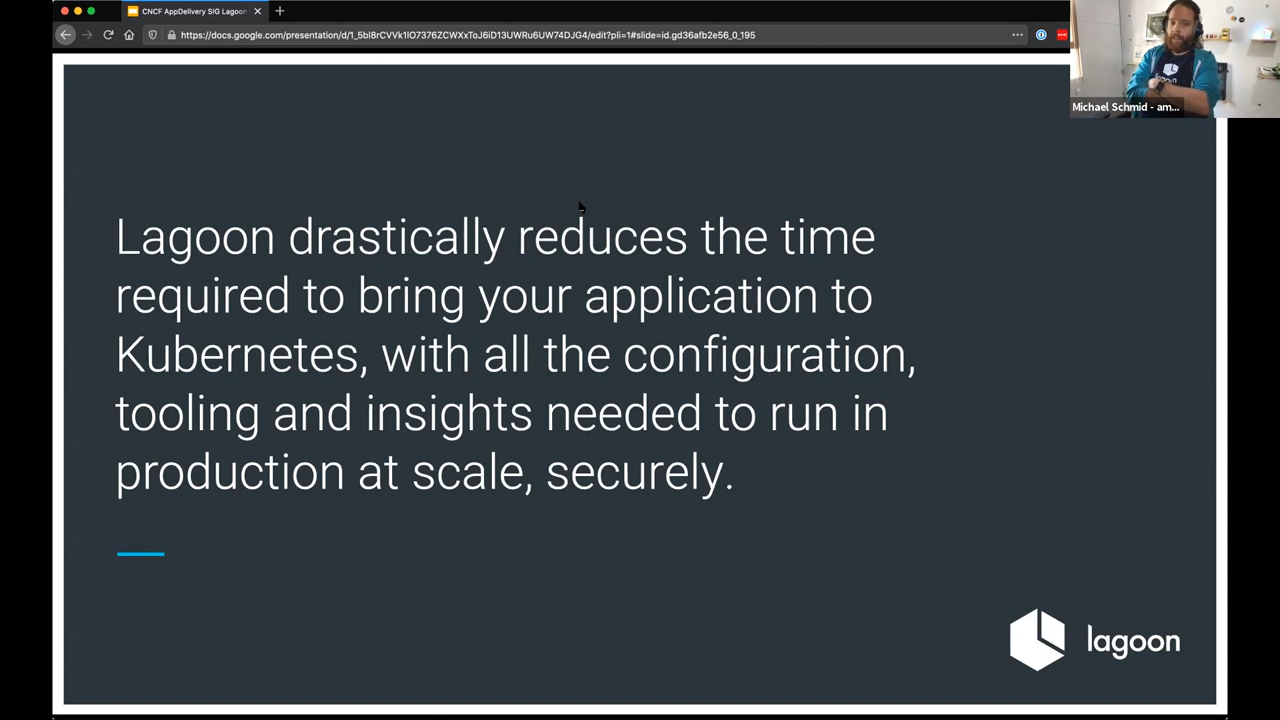 CNCF AppDelivery SIG Lagoon
https://docs.google.com/presentation/d/1_5bl8rCVVk1lO7376ZCWXxToJ6iD13UWRu6UW74DJG4/edit?pli=1#slide=id.gd36afb2e56_0_195
Michael Schmid - am...
Lagoon drastically reduces the time
required to bring your application to
Kubernetes, with all the configuration,
tooling and insights needed to run in
production at scale, securely.
lagoon